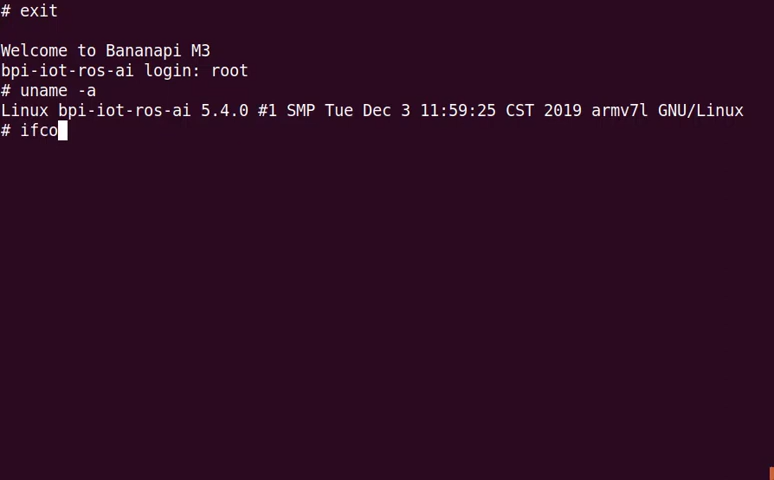 # exit
Welcome to Bananapi M3
bpi-iot-ros-ai login: root
# uname -a
Linux bpi-iot-ros-ai 5.4.0 #1 SMP Tue Dec 3 11:59:25 CST 2019 armv7l GNU/Linux
# ifco